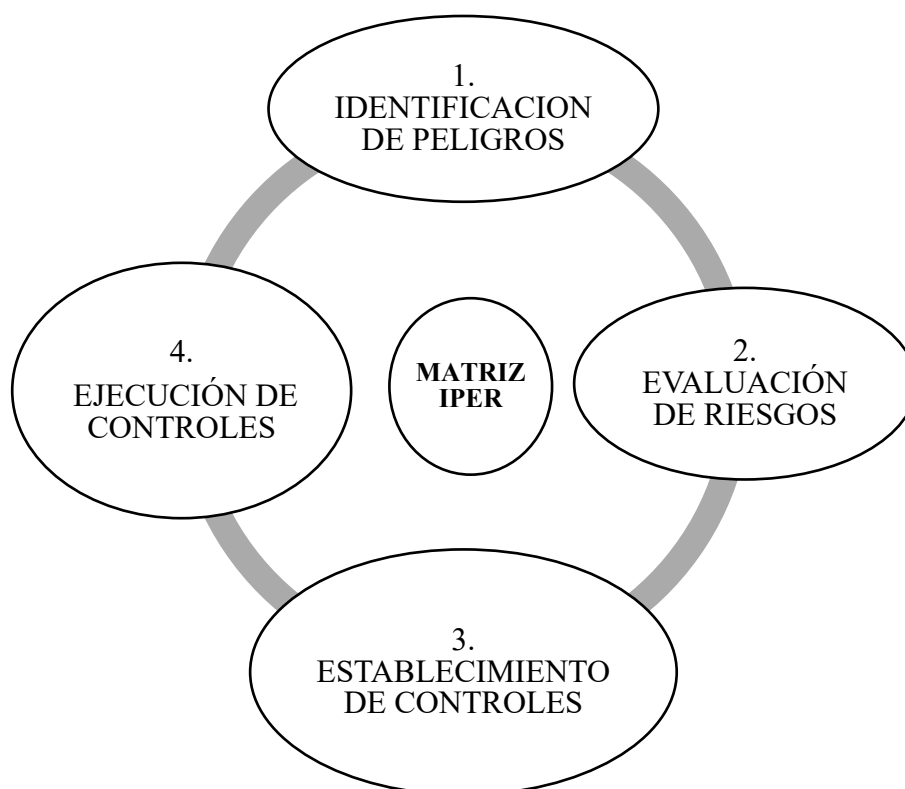 1.
IDENTIFICACION
DE PELIGROS
2.
EVALUACIÓN
DE RIESGOS
3.
ESTABLECIMIENTO
DE CONTROLES
4.
EJECUCIÓN DE
CONTROLES
MATRIZ
IPER